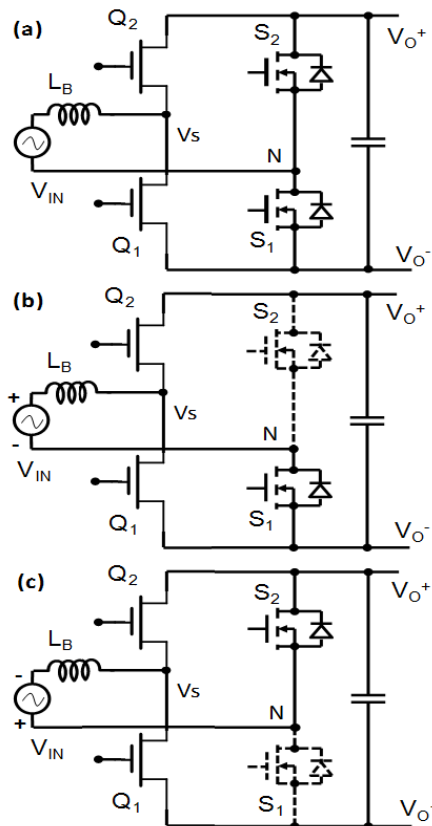 (a)
Q2
S2
VO+
LB
Vs
N
VIN
Q1
S1
VO-
(b)
Q2
S2
VO+
LB
+
Vs
N
-
VIN
Q1
S1
VO-
(c)
Q2
S2
VO+
LB
-
Vs
N
+
VIN
Q1
S1
VO-